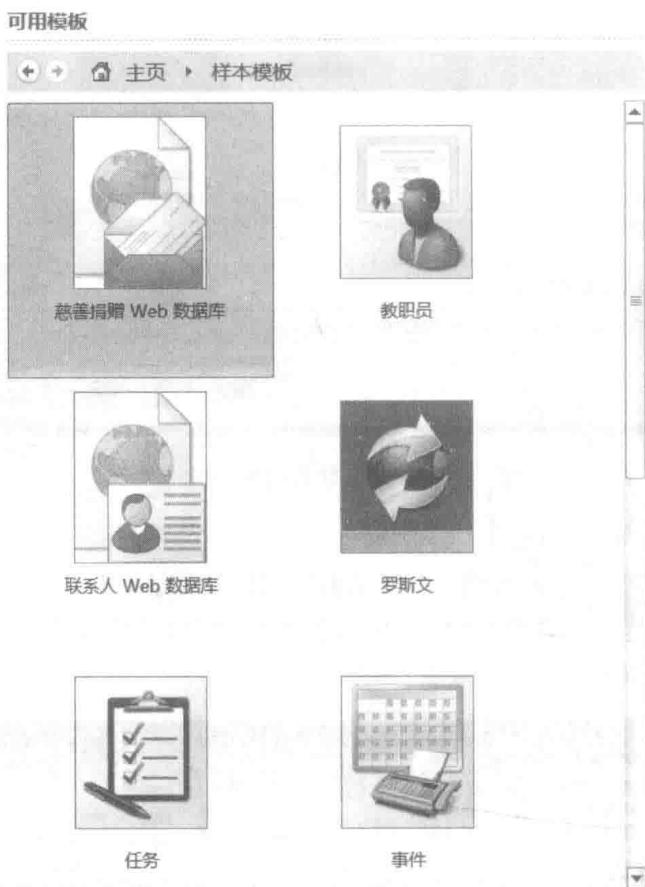 可用模板
主页 样本模板
慈善捐赠 Web 数据库
教职员
联系人 Web 数据库
罗斯文
任务
事件